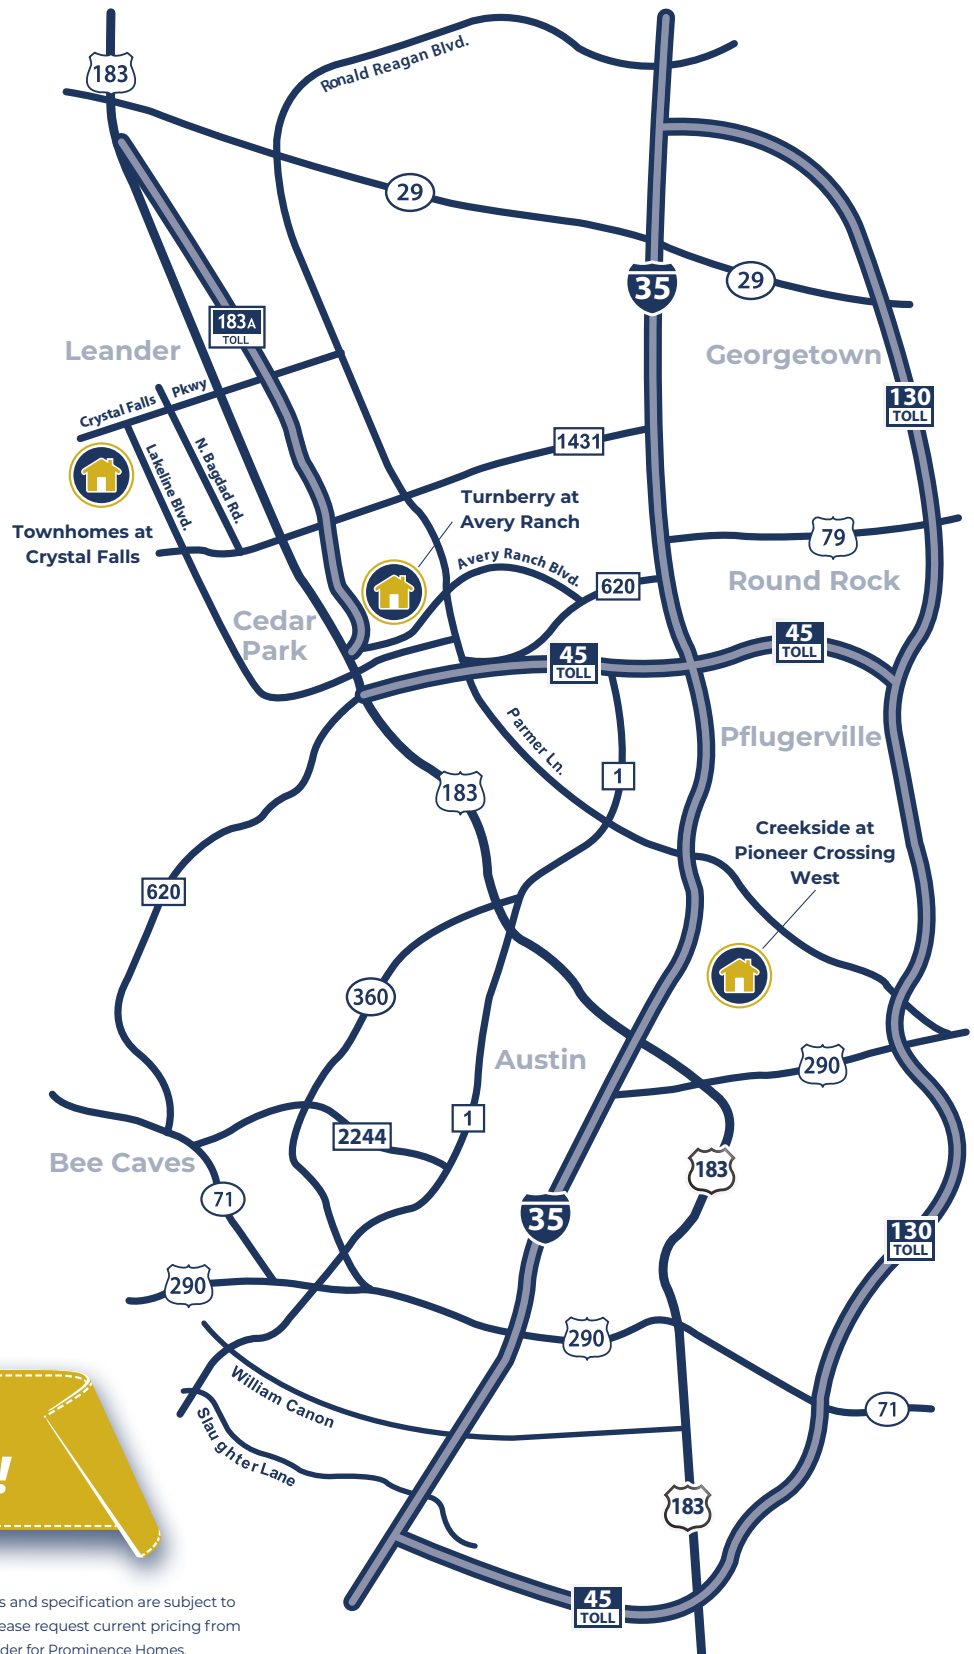 Ronald Reagan Blvd.
183
29
29
35
183A
TOLL
Leander
Georgetown
130
TOLL
Crystal Falls Pkwy
Lakeline Blvd.
N. Bagdad Rd.
1431
Townhomes at
Crystal Falls
Turnberry at
Avery Ranch
Avery Ranch Blvd.
79
Round Rock
620
Cedar
Park
45
TOLL
45
TOLL
Parmer Ln.
Pflugerville
1
183
Creekside at
Pioneer Crossing
West
620
360
Austin
290
1
2244
Bee Caves
183
71
35
130
TOLL
290
290
William Canon
71
Slaughter Lane
!
183
45
TOLL
s and specification are subject to
ease request current pricing from
der for Prominence Homes.